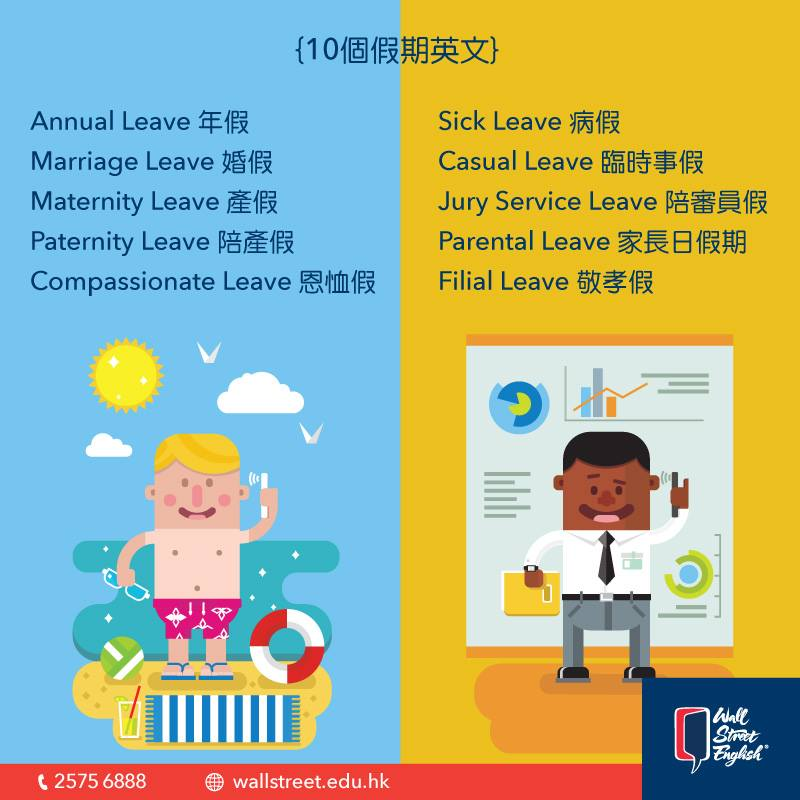 {10個假期英文}
Annual Leave 年假
Marriage Leave 婚假
Maternity Leave 產假
Paternity Leave 陪產假
Compassionate Leave 恩恤假
Sick Leave 病假
Casual Leave 臨時事假
Jury Service Leave 陪審員假
Parental Leave 家長日假期
Filial Leave 敬孝假
Wall
Street
English®
2575 6888
wallstreet.edu.hk